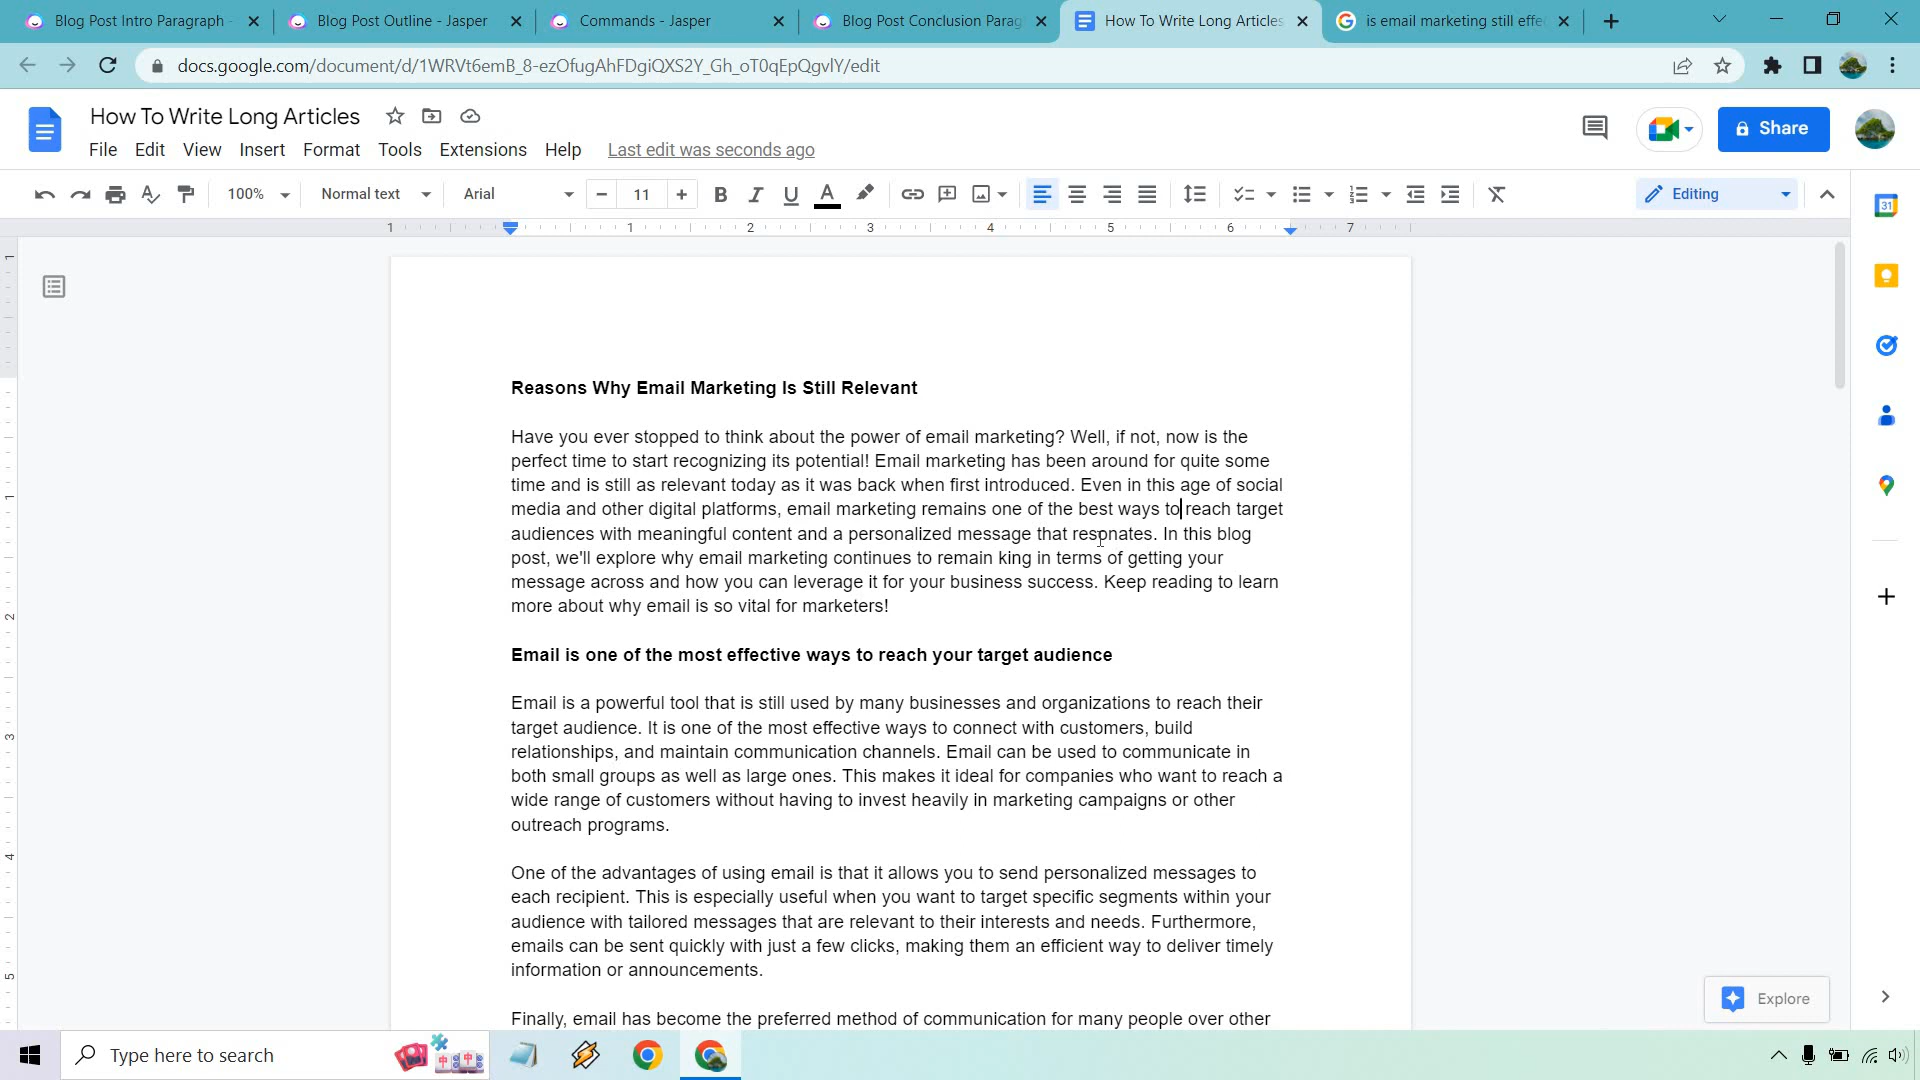 Blog Post Intro Paragraph -
Blog Post Outline - Jasper
Commands - Jasper
Blog Post Conclusion Parag
How To Write Long Articles
is email marketing still effe
docs.google.com/document/d/1WRVt6emB_8-ezOfugAhFDgiQXS2Y_Gh_oT0qEpQgvlY/edit
How To Write Long Articles
Share
File Edit View Insert Format Tools Extensions Help Last edit was seconds ago
100% Normal text Arial 11 Editing
1 1 2 3 4 5 6 7
Reasons Why Email Marketing Is Still Relevant
Have you ever stopped to think about the power of email marketing? Well, if not, now is the
perfect time to start recognizing its potential! Email marketing has been around for quite some
time and is still as relevant today as it was back when first introduced. Even in this age of social
media and other digital platforms, email marketing remains one of the best ways to reach target
audiences with meaningful content and a personalized message that resonates. In this blog
post, we'll explore why email marketing continues to remain king in terms of getting your
message across and how you can leverage it for your business success. Keep reading to learn
more about why email is so vital for marketers!
Email is one of the most effective ways to reach your target audience
Email is a powerful tool that is still used by many businesses and organizations to reach their
target audience. It is one of the most effective ways to connect with customers, build
relationships, and maintain communication channels. Email can be used to communicate in
both small groups as well as large ones. This makes it ideal for companies who want to reach a
wide range of customers without having to invest heavily in marketing campaigns or other
outreach programs.
One of the advantages of using email is that it allows you to send personalized messages to
each recipient. This is especially useful when you want to target specific segments within your
audience with tailored messages that are relevant to their interests and needs. Furthermore,
emails can be sent quickly with just a few clicks, making them an efficient way to deliver timely
information or announcements.
Finally, email has become the preferred method of communication for many people over other
1
1
2
3
4
5
31
Explore
Type here to search